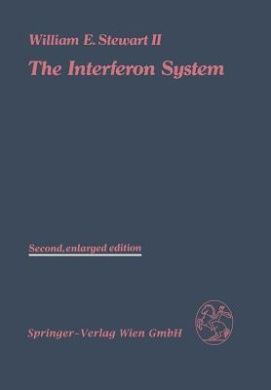 William E. Stewart II
The Interferon System
Second, enlarged edition
Springer-Verlag Wien GmbH